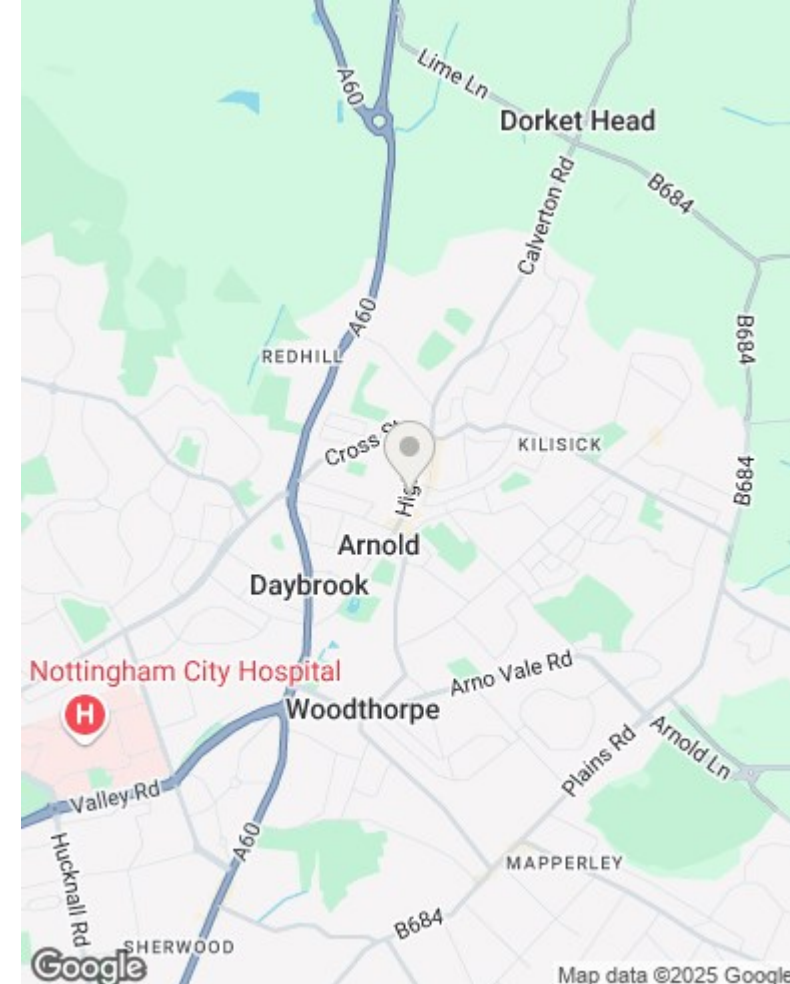 A60
Lime Ln
Dorket Head
B684
Calverton Rd
A60
B684
REDHILL
Cross St
KILISICK
B684
Hig
Arnold
Daybrook
Nottingham City Hospital
H
Arno Vale Rd
Woodthorpe
Arnold Ln
Plains Rd
Valley Rd
A60
Hucknall Rd
MAPPERLEY
B684
SHERWOOD
Google
Map data ©2025 Google